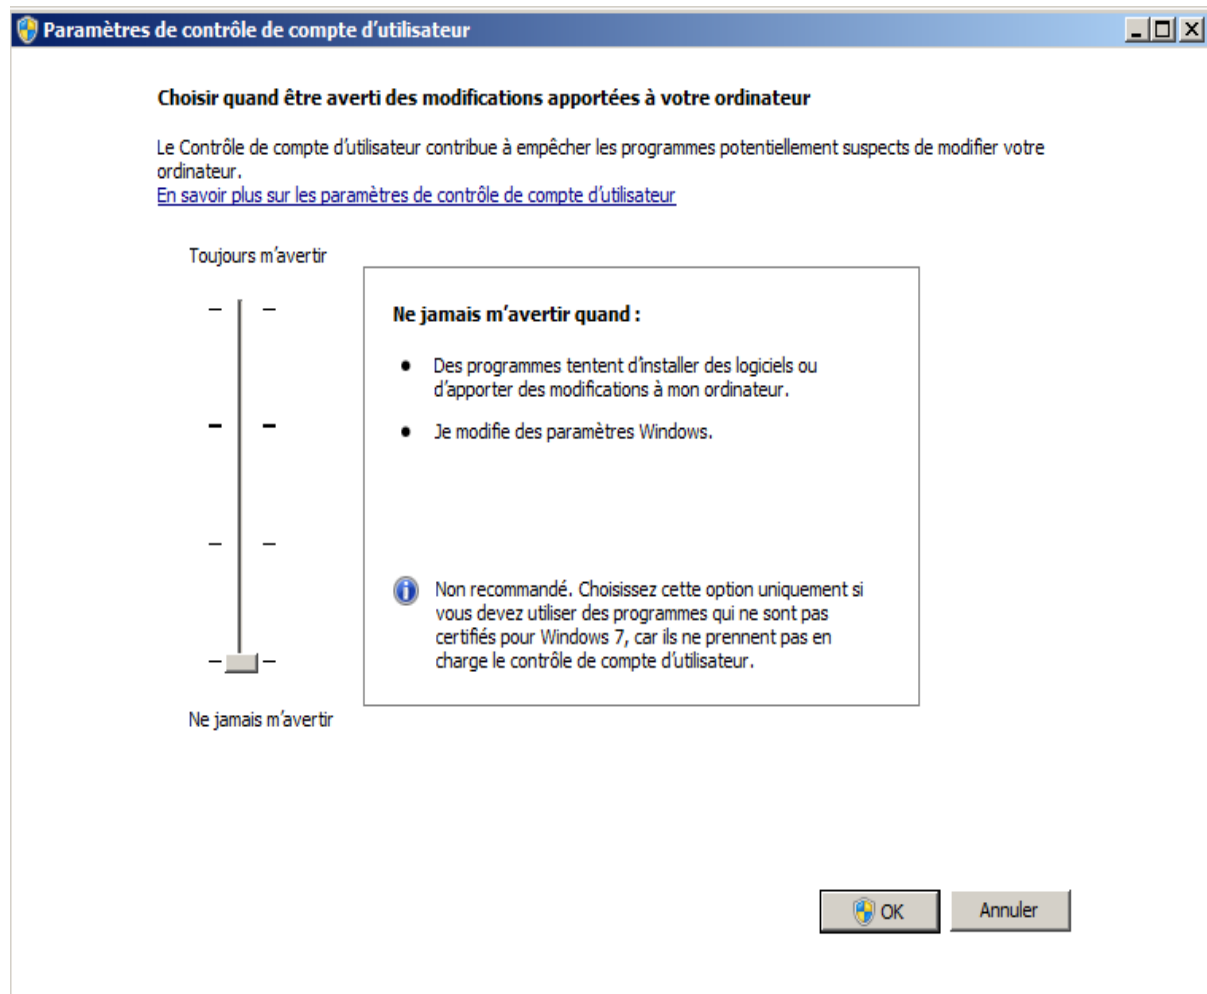 Paramètres de contrôle de compte d'utilisateur
Choisir quand être averti des modifications apportées à votre ordinateur
Le Contrôle de compte d'utilisateur contribue à empêcher les programmes potentiellement suspects de modifier votre
ordinateur.
En savoir plus sur les paramètres de contrôle de compte d'utilisateur
Toujours m'avertir
Ne jamais m'avertir quand :
Des programmes tentent d'installer des logiciels ou
d'apporter des modifications à mon ordinateur.
Je modifie des paramètres Windows.
Non recommandé. Choisissez cette option uniquement si
vous devez utiliser des programmes qui ne sont pas
certifiés pour Windows 7, car ils ne prennent pas en
charge le contrôle de compte d'utilisateur.
Ne jamais m'avertir
OK
Annuler